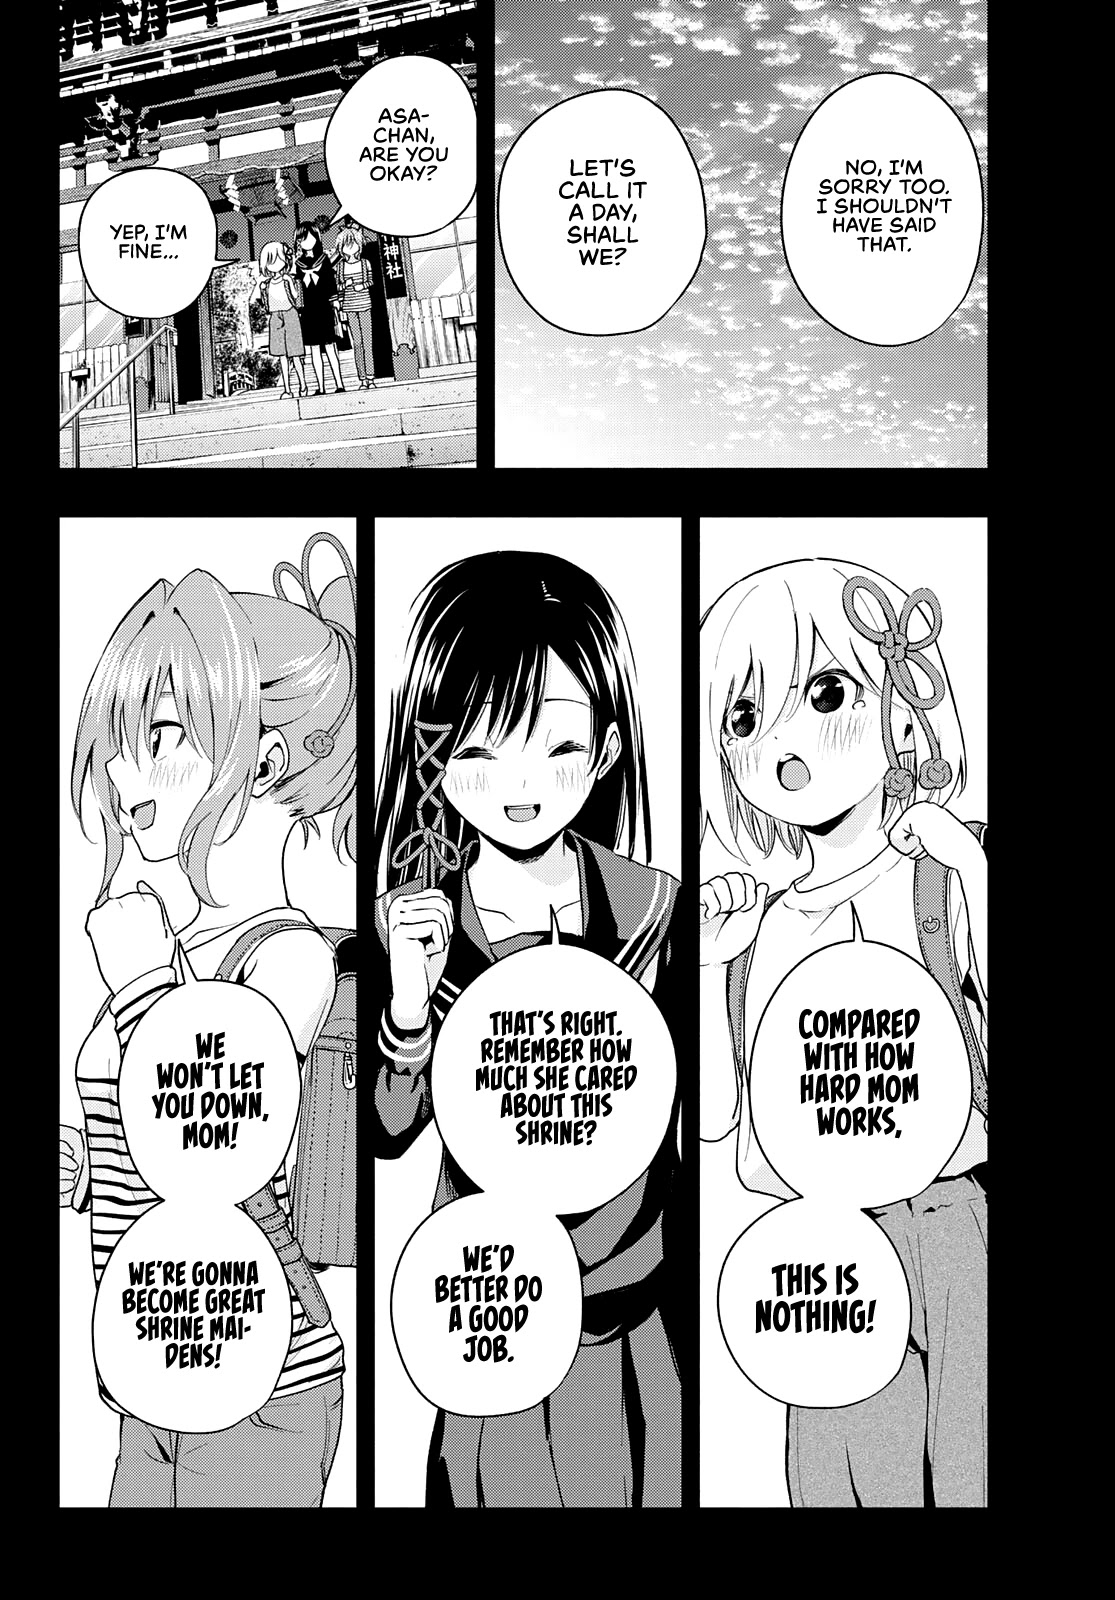 NO, I'M
SORRY TOO.
I SHOULDN'T
HAVE SAID
THAT.
LET'S
CALL IT
A DAY,
SHALL
WE?
ASA-
CHAN,
ARE YOU
OKAY?
YEP, I'M
FINE...
神社
COMPARED
WITH HOW
HARD MOM
WORKS,
THIS IS
NOTHING!
THAT'S RIGHT.
REMEMBER HOW
MUCH SHE CARED
ABOUT THIS
SHRINE?
WE'D
BETTER DO
A GOOD
JOB.
WE
WON'T LET
YOU DOWN,
MOM!
WE'RE GONNA
BECOME GREAT
SHRINE MAI-
DENS!